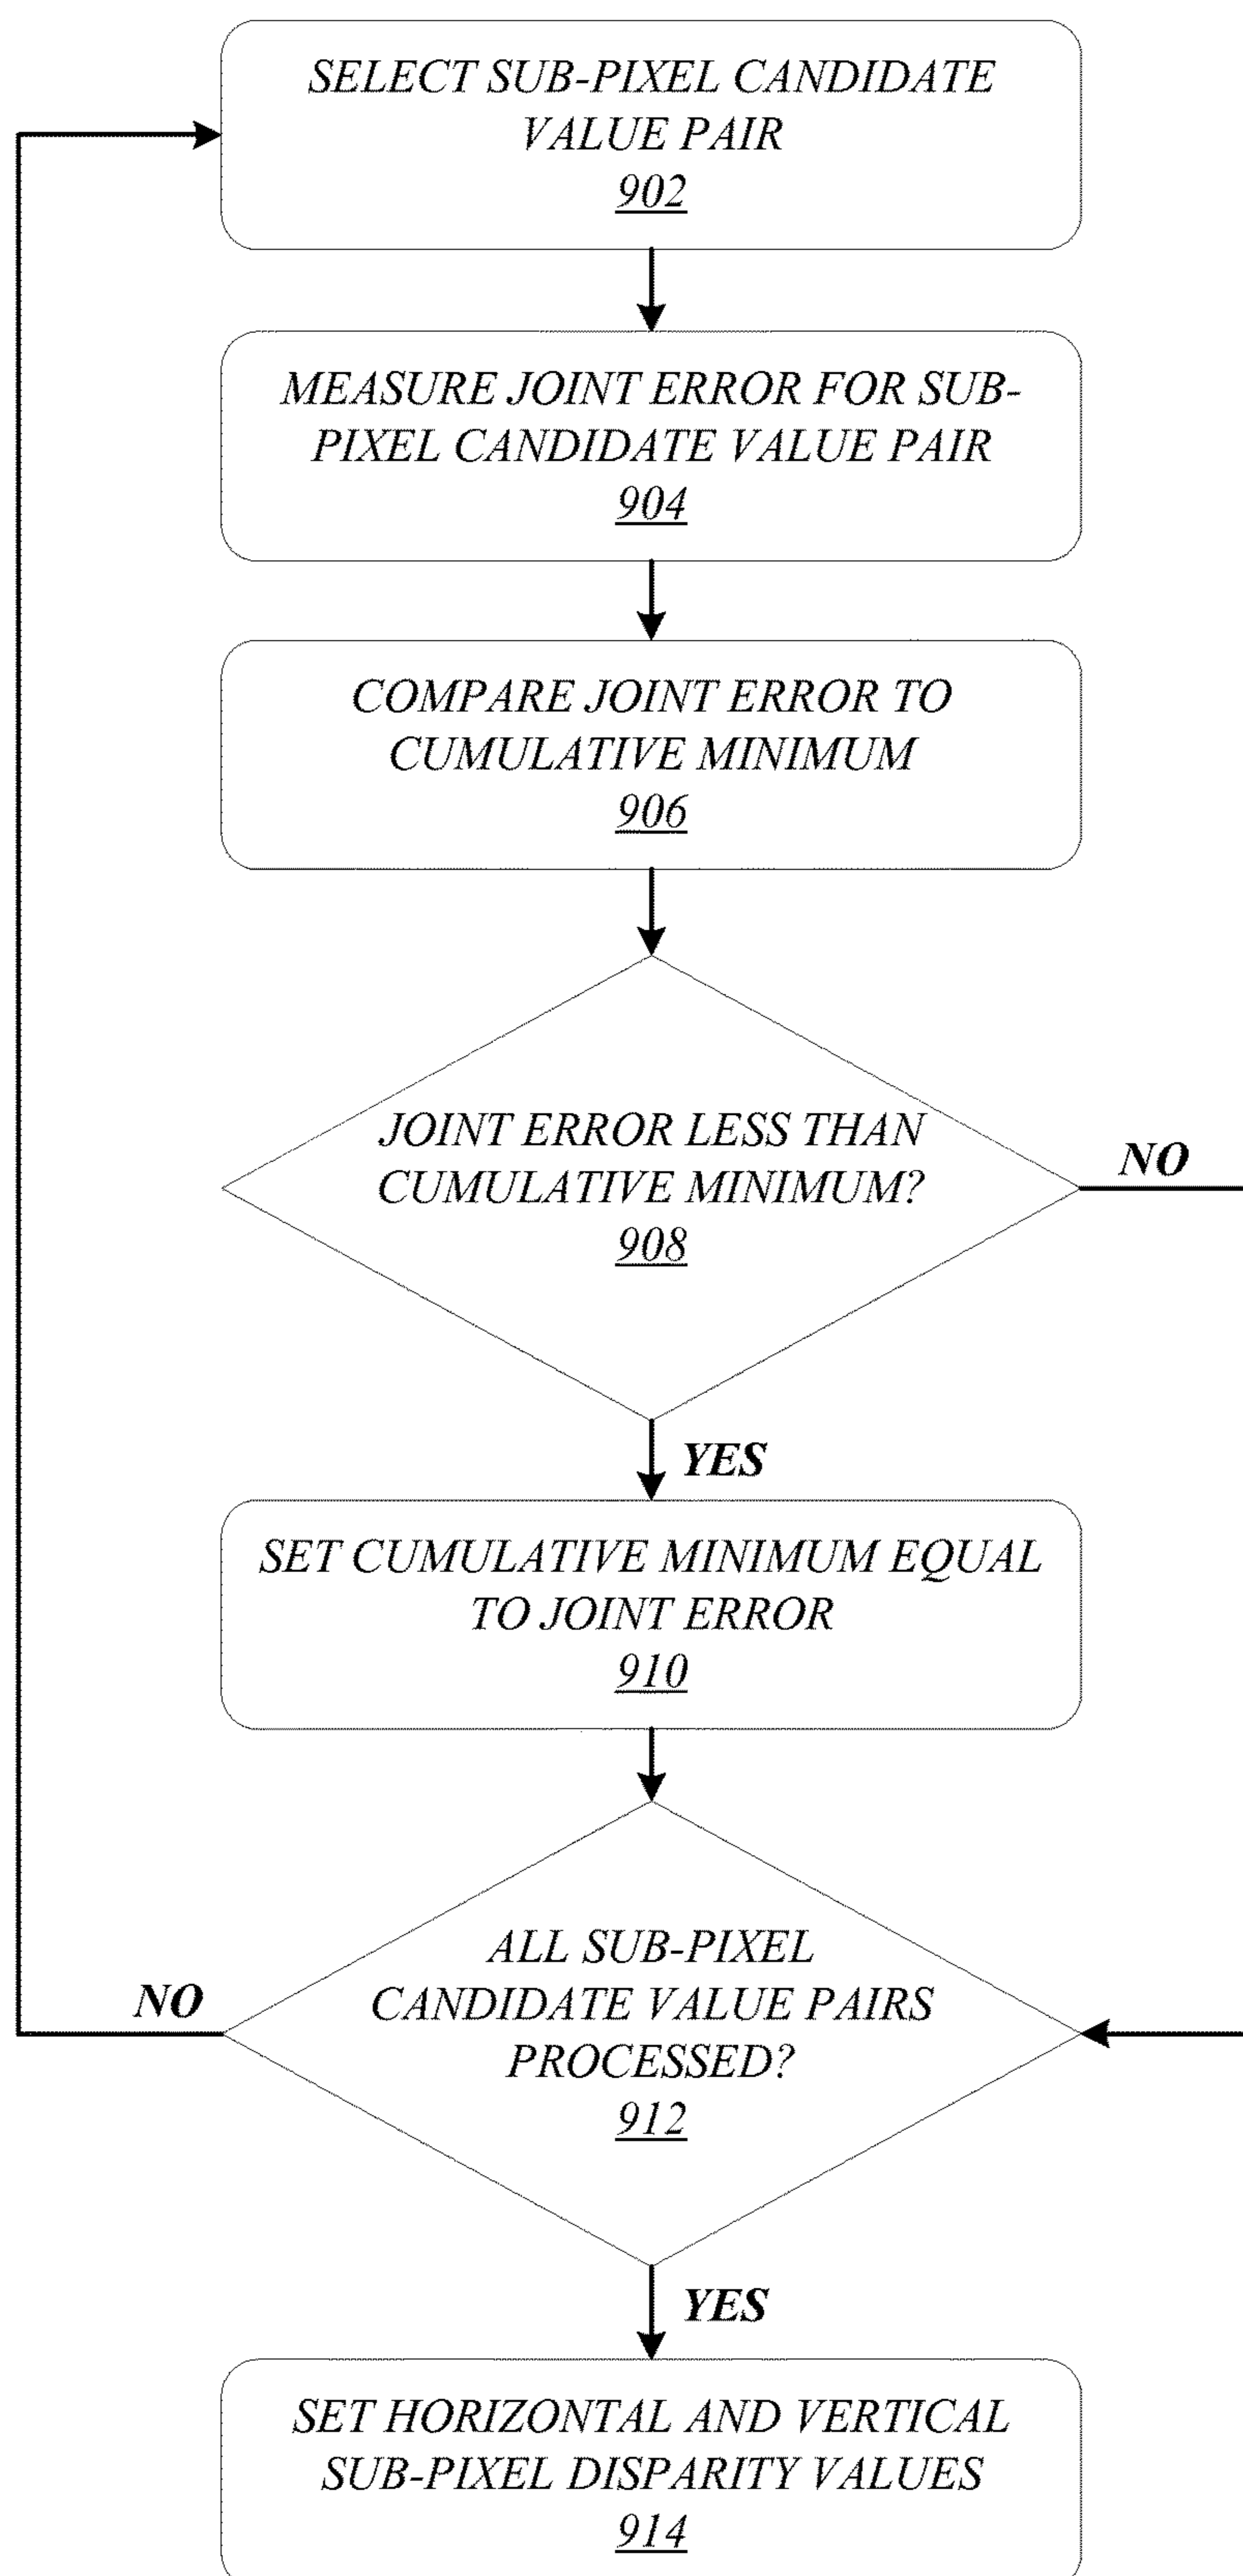 SELECT SUB-PIXEL CANDIDATE
VALUE PAIR
902
MEASURE JOINT ERROR FOR SUB-
PIXEL CANDIDATE VALUE PAIR
904
COMPARE JOINT ERROR TO
CUMULATIVE MINIMUM
906
JOINT ERROR LESS THAN
CUMULATIVE MINIMUM?
908
NO
YES
SET CUMULATIVE MINIMUM EQUAL
TO JOINT ERROR
910
ALL SUB-PIXEL
CANDIDATE VALUE PAIRS
PROCESSED?
912
NO
YES
SET HORIZONTAL AND VERTICAL
SUB-PIXEL DISPARITY VALUES
914